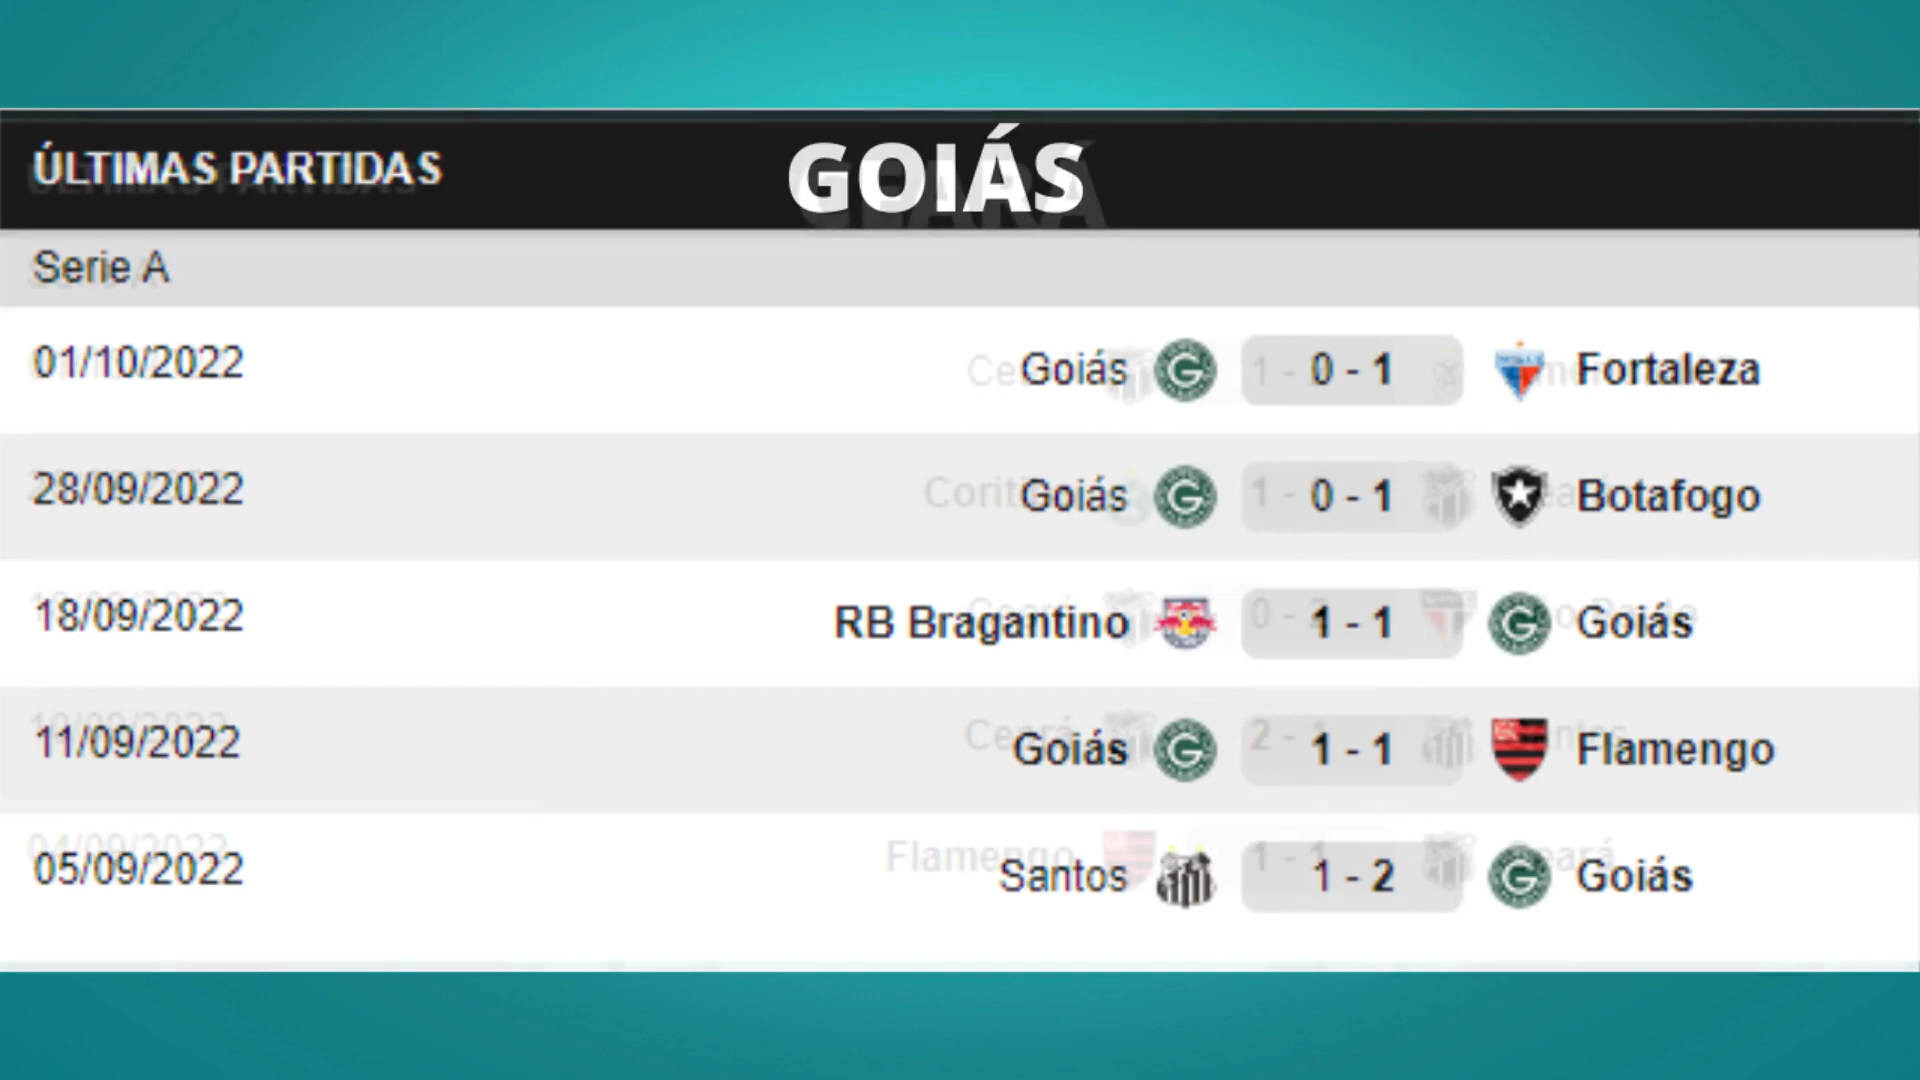 ÚLTIMAS PARTIDAS
GOIÁS
Serie A
01/10/2022 Goiás 0 - 1 Fortaleza
28/09/2022 Goiás 0 - 1 Botafogo
18/09/2022 RB Bragantino 1 - 1 Goiás
11/09/2022 Goiás 1 - 1 Flamengo
05/09/2022 Santos 1 - 2 Goiás